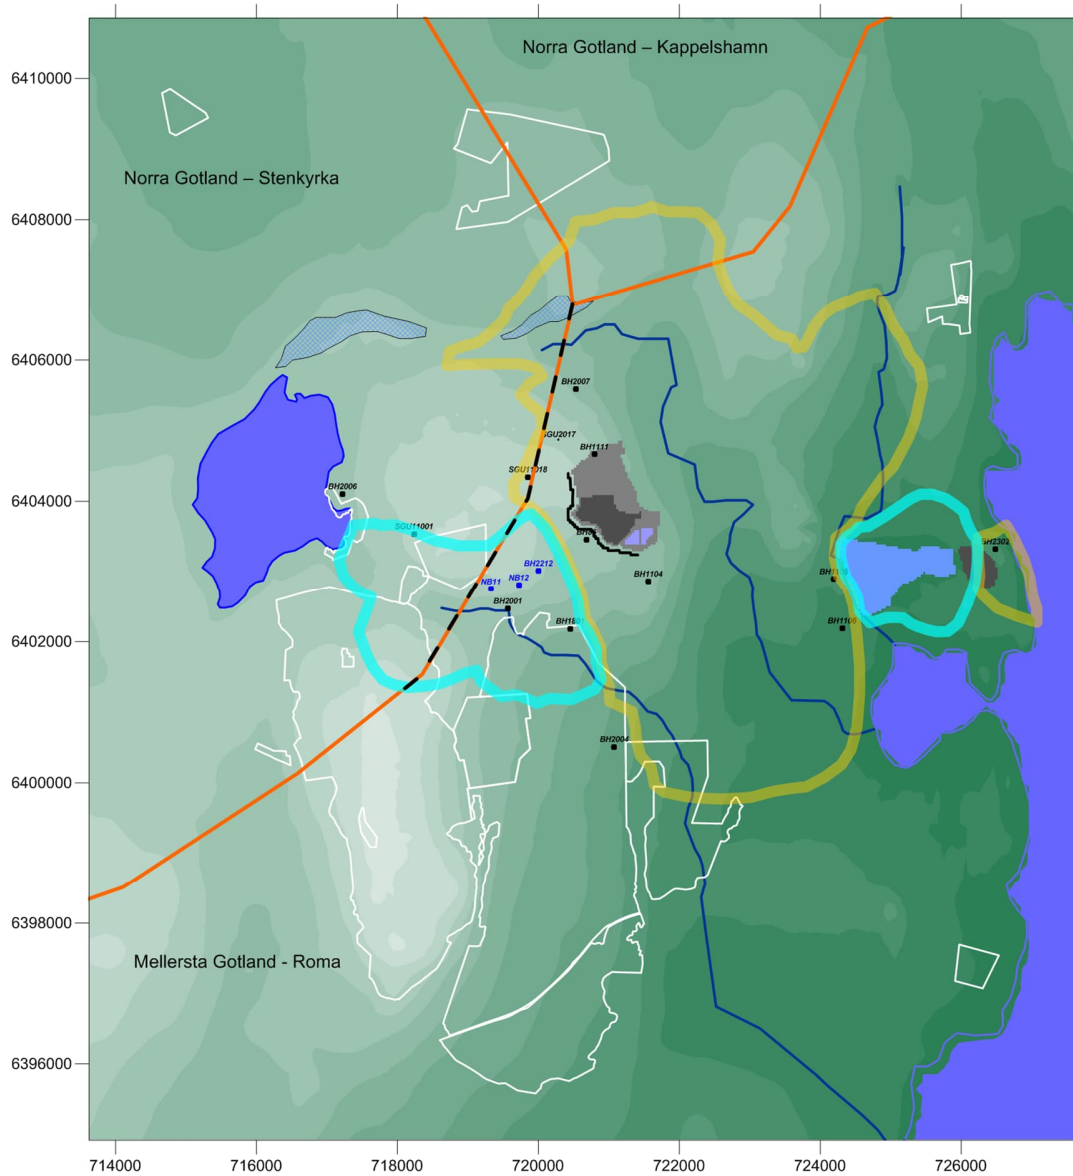 Norra Gotland – Kappelshamn
6410000
Norra Gotland – Stenkyrka
6408000
6406000
BH2007
SGU2017
BH1111
SGU11018
BH2006
6404000
SGU11001
BH2302
BH2212
BH1104
NB11
NB12
BH2001
BH1106
6402000
BH2004
6400000
6398000
Mellersta Gotland - Roma
6396000
714000 716000 718000 720000 722000 724000 726000